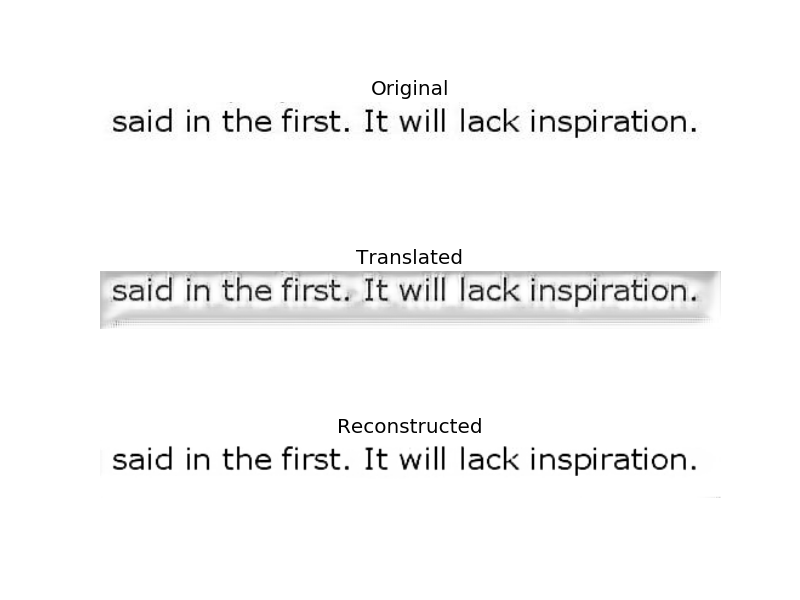 Original
said in the first. It will lack inspiration.
Translated
said in the first. It will lack inspiration.
Reconstructed
said in the first. It will lack inspiration.